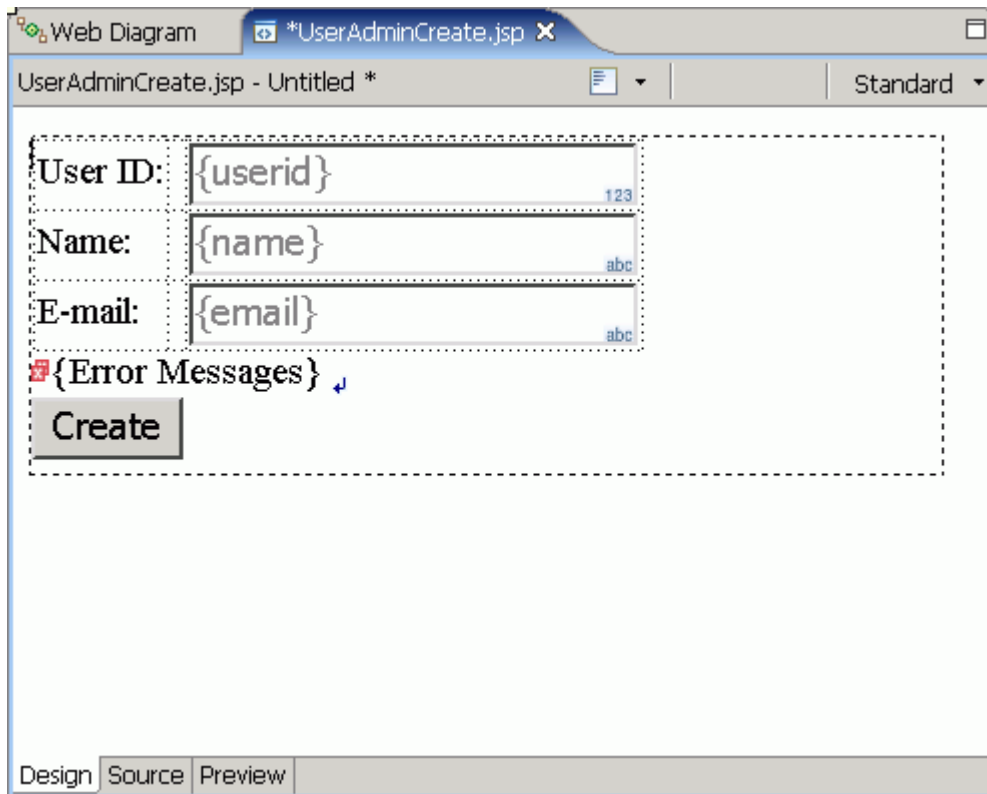 Web Diagram *UserAdminCreate.jsp
UserAdminCreate.jsp - Untitled * Standard
User ID: {userid} 123
Name: {name} abc
E-mail: {email} abc
{Error Messages}
Create
Design Source Preview